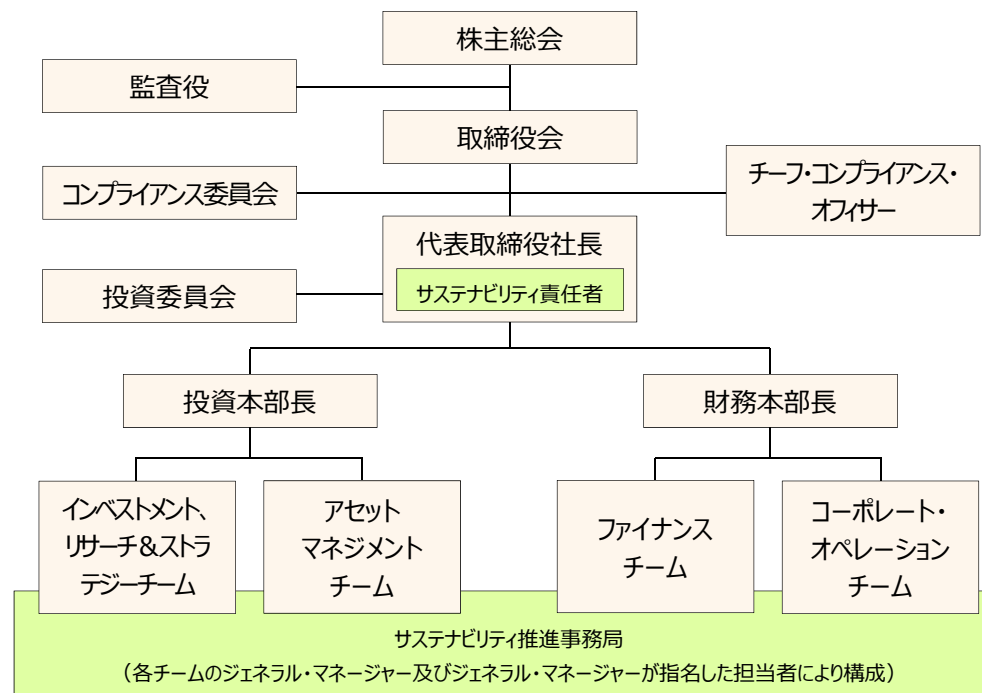 株主総会
監査役
取締役会
コンプライアンス委員会
チーフ・コンプライアンス・
オフィサー
代表取締役社長
サステナビリティ責任者
投資委員会
投資本部長
財務本部長
インベストメント、
リサーチ&ストラ
テジーチーム
アセット
マネジメント
チーム
ファイナンス
チーム
コーポレート・
オペレーション
チーム
サステナビリティ推進事務局
（各チームのジェネラル・マネージャー及びジェネラル・マネージャーが指名した担当者により構成）